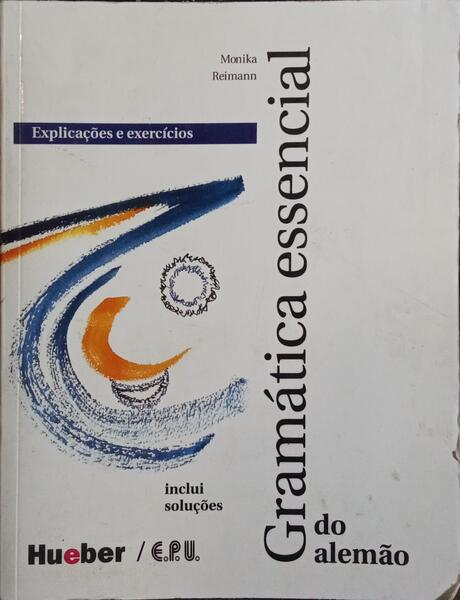 Monika
Reimann
Explicações e exercícios
Gramática essencial
do
alemão
inclui
soluções
Hueber / E.P.U.